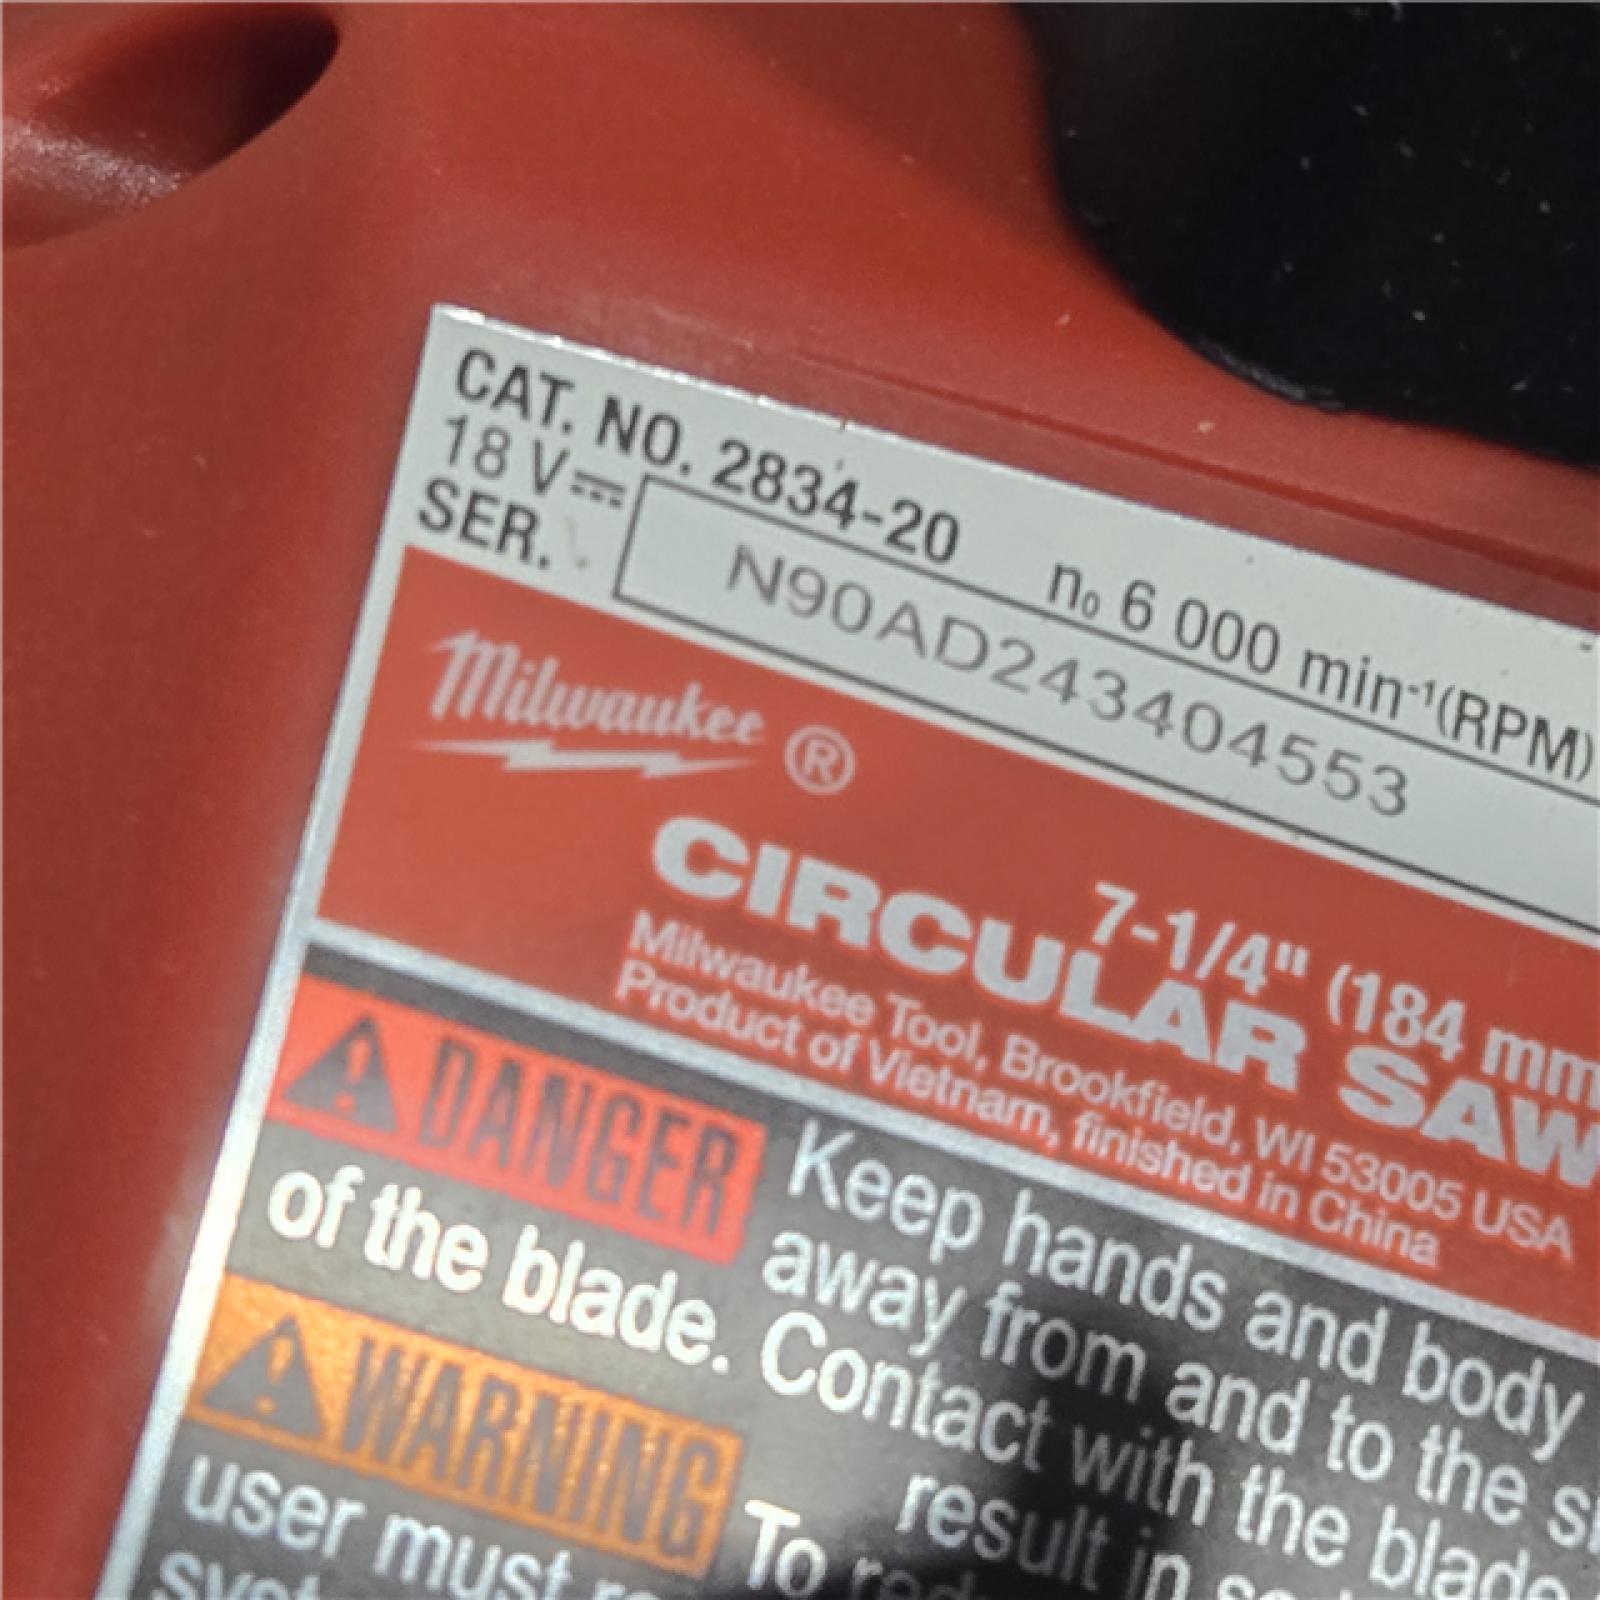 CAT. NO. 2834-20 n₀ 6 000 min⁻¹(RPM)
18 V⎓
SER. N90AD243404553
Milwaukee ®
7-1/4" (184 mm
CIRCULAR SAW
Milwaukee Tool, Brookfield, WI 53005 USA
Product of Vietnam, finished in China
DANGER Keep hands and body
away from and to the
of the blade. Contact with the blade
result in
WARNING To
user must